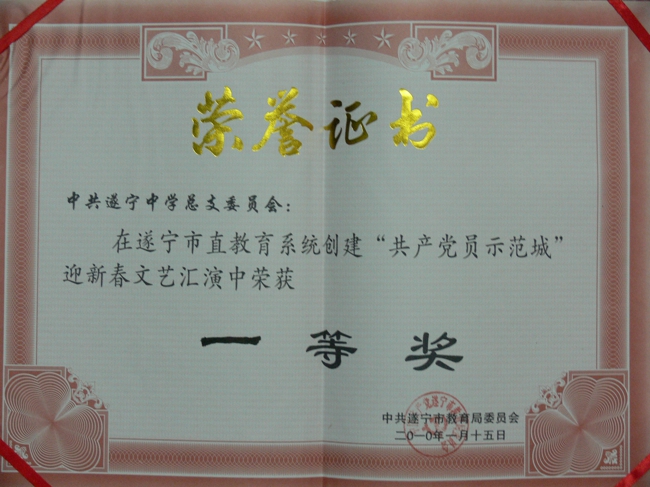 荣誉证书
中共遂宁中学总支委员会：
在遂宁市直教育系统创建“共产党员示范城”
迎新春文艺汇演中荣获
一等奖
中共遂宁市教育局委员会
二〇一〇年一月十五日